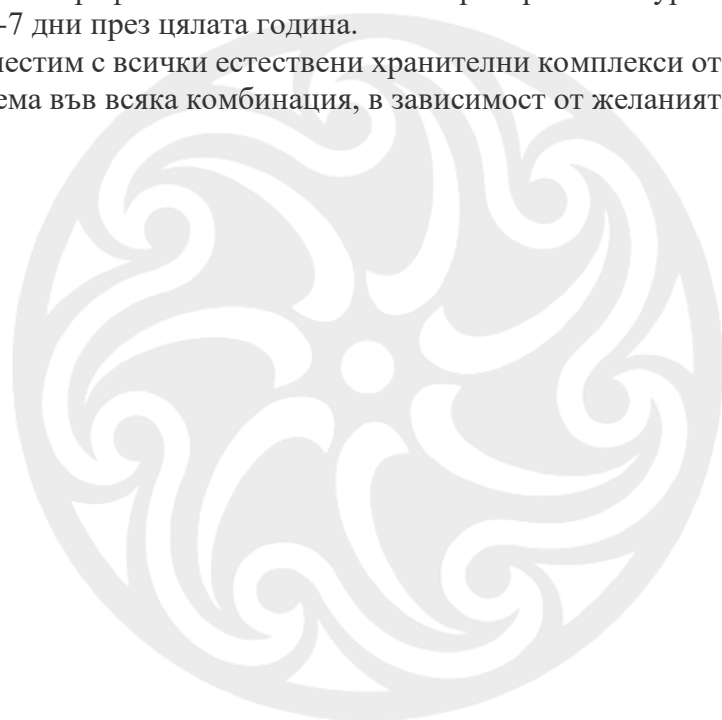 -7 дни през цялата година.
местим с всички естествени хранителни комплекси от
ема във всяка комбинация, в зависимост от желаният